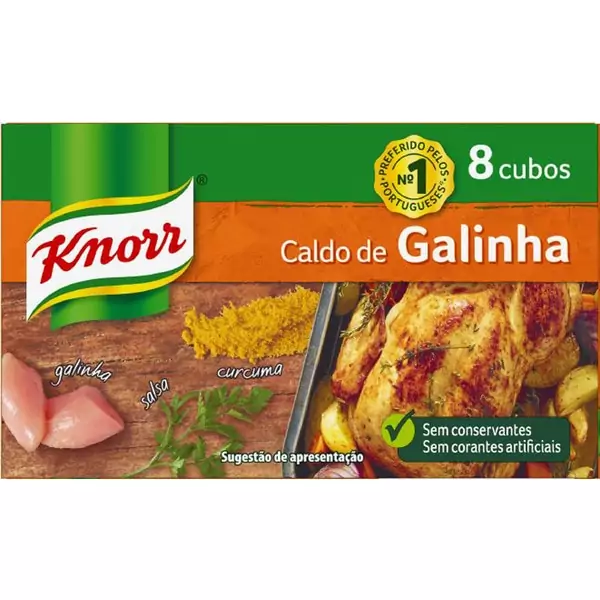 Knorr®
PREFERIDO PELOS
Nº1
PORTUGUESES
8 cubos
Caldo de Galinha
galinha
salsa
curcuma
Sem conservantes
Sem corantes artificiais
Sugestão de apresentação